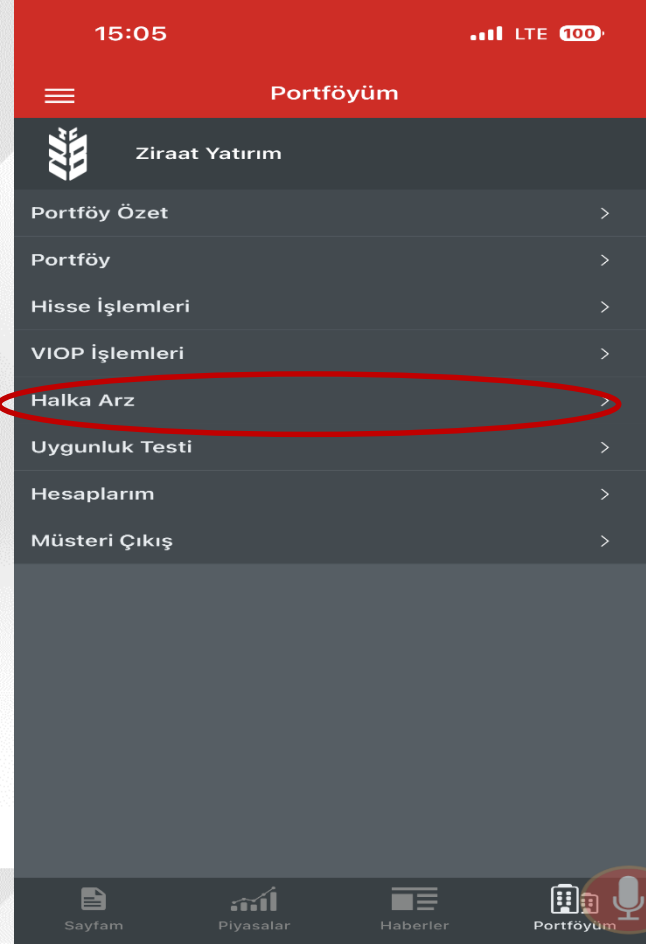 15:05 LTE 100
Portföyüm
Ziraat Yatırım
Portföy Özet
Portföy
Hisse İşlemleri
VIOP İşlemleri
Halka Arz
Uygunluk Testi
Hesaplarım
Müsteri Çıkış
Sayfam Piyasalar Haberler Portföyüm